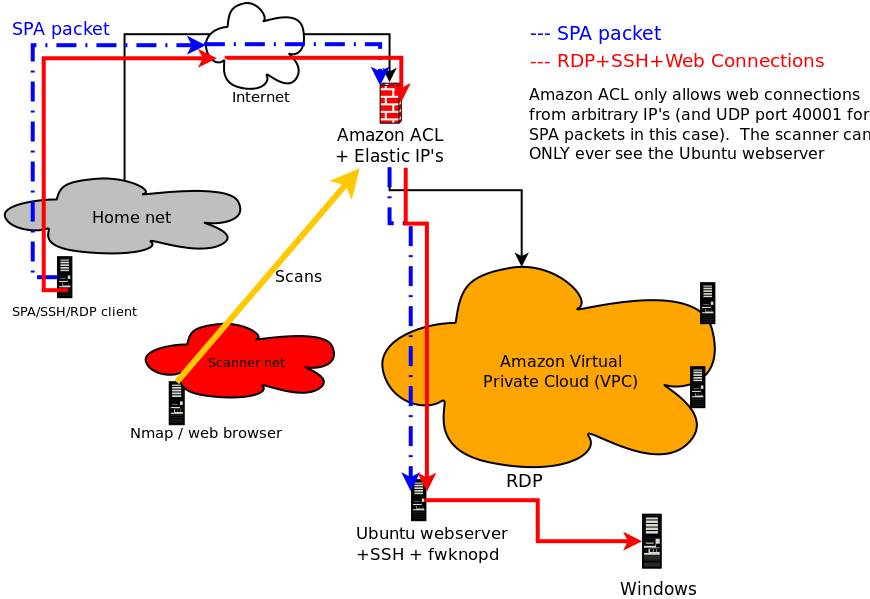 SPA packet
--- SPA packet
--- RDP+SSH+Web Connections
Internet
Amazon ACL only allows web connections
from arbitrary IP's (and UDP port 40001 for
SPA packets in this case).  The scanner can
ONLY ever see the Ubuntu webserver
Amazon ACL
+ Elastic IP's
Home net
Scans
SPA/SSH/RDP client
Scanner net
Amazon Virtual
Private Cloud (VPC)
Nmap / web browser
RDP
Ubuntu webserver
+SSH + fwknopd
Windows